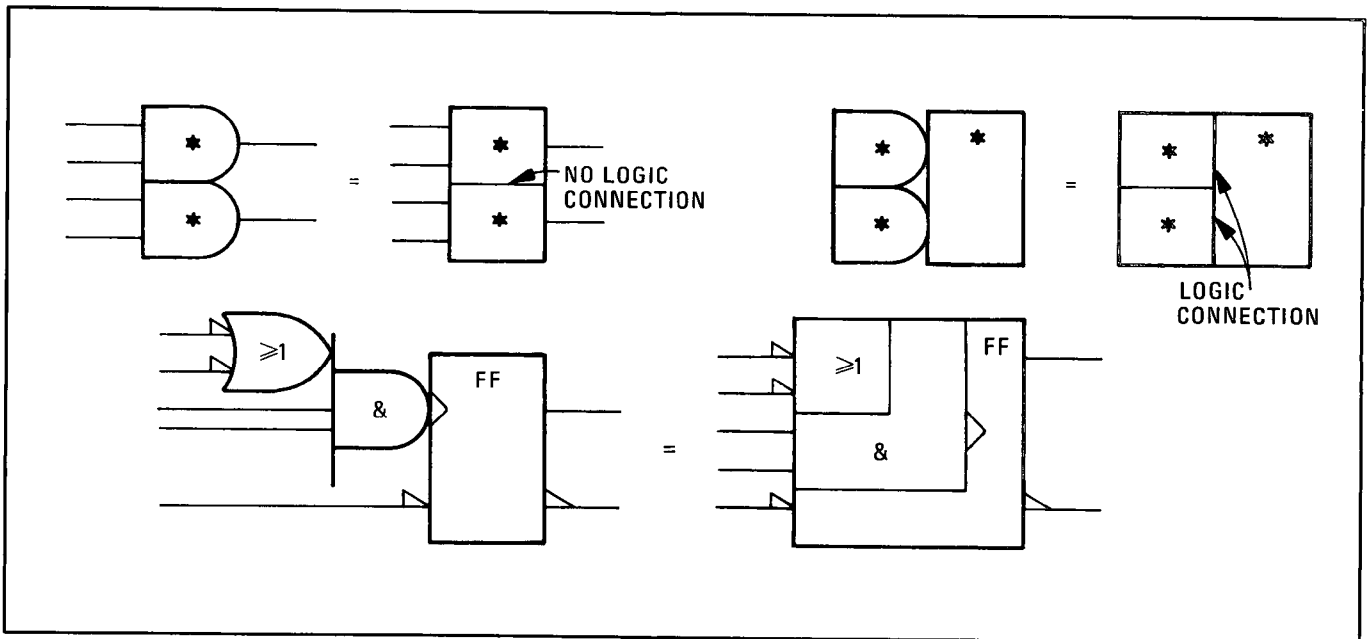 * = * NO LOGIC
CONNECTION
* *
* * = * *
* *
LOGIC
CONNECTION
≥1 FF
&
= ≥1 FF
&